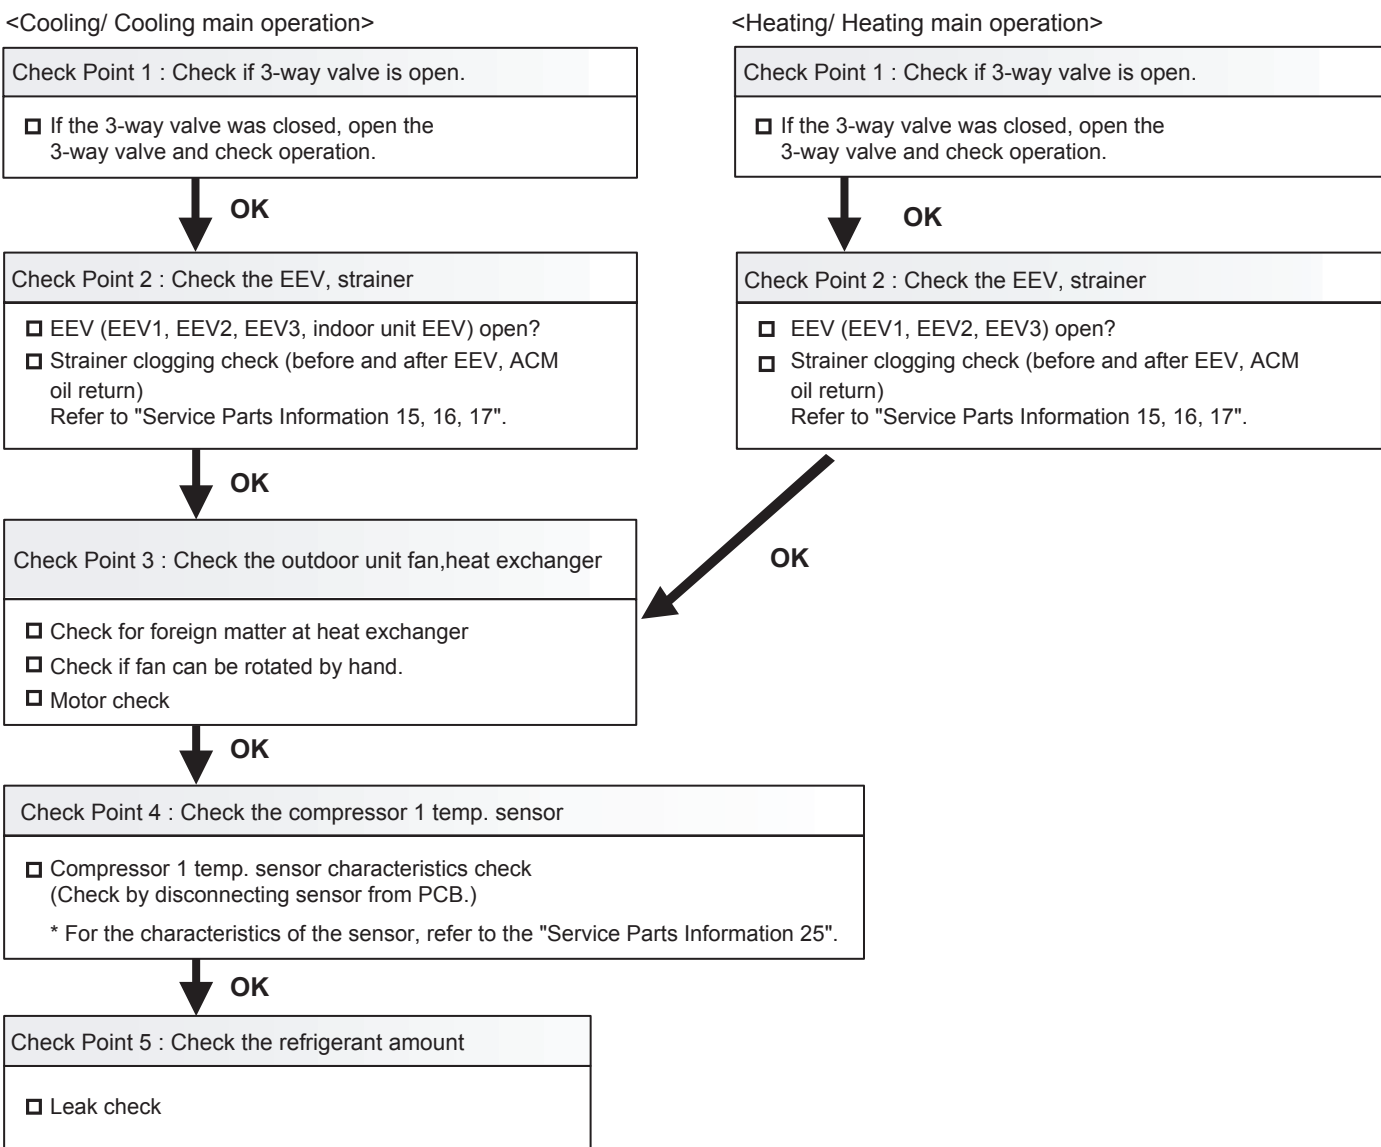 <Cooling/ Cooling main operation>
Check Point 1 : Check if 3-way valve is open.
If the 3-way valve was closed, open the
3-way valve and check operation.
OK
Check Point 2 : Check the EEV, strainer
EEV (EEV1, EEV2, EEV3, indoor unit EEV) open?
Strainer clogging check (before and after EEV, ACM
oil return)
Refer to "Service Parts Information 15, 16, 17".
OK
<Heating/ Heating main operation>
Check Point 1 : Check if 3-way valve is open.
If the 3-way valve was closed, open the
3-way valve and check operation.
OK
Check Point 2 : Check the EEV, strainer
EEV (EEV1, EEV2, EEV3) open?
Strainer clogging check (before and after EEV, ACM
oil return)
Refer to "Service Parts Information 15, 16, 17".
OK
Check Point 3 : Check the outdoor unit fan,heat exchanger
Check for foreign matter at heat exchanger
Check if fan can be rotated by hand.
Motor check
OK
Check Point 4 : Check the compressor 1 temp. sensor
Compressor 1 temp. sensor characteristics check
(Check by disconnecting sensor from PCB.)
* For the characteristics of the sensor, refer to the "Service Parts Information 25".
OK
Check Point 5 : Check the refrigerant amount
Leak check